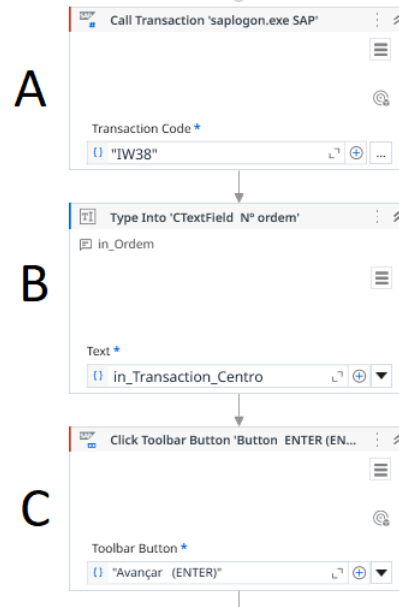 Call Transaction 'saplogon.exe SAP'
A
Transaction Code *
"IW38"
...
Type Into 'CTextField Nº ordem'
in_Ordem
B
Text *
in_Transaction_Centro
Click Toolbar Button 'Button ENTER (EN...
C
Toolbar Button *
"Avançar (ENTER)"